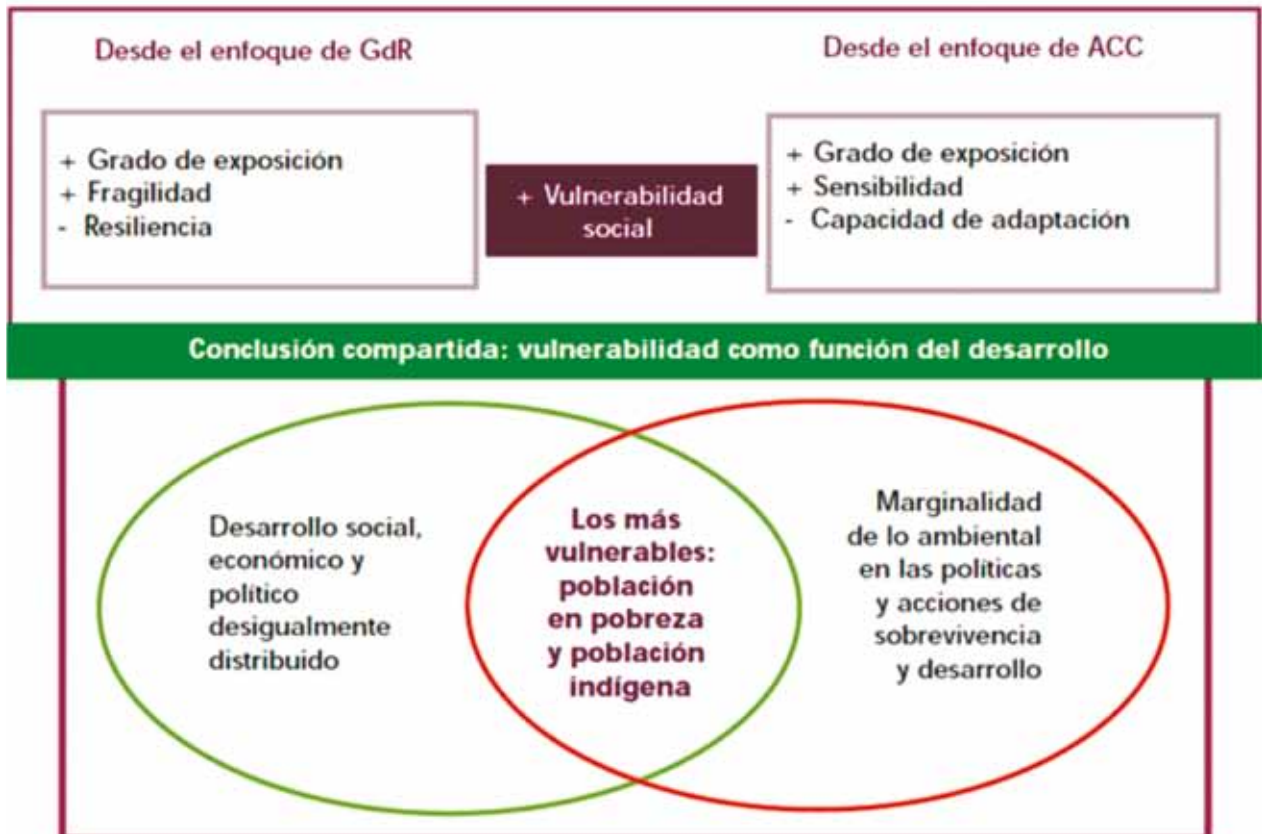 Desde el enfoque de GdR
+ Grado de exposición
+ Fragilidad
- Resiliencia
+ Vulnerabilidad
social
Desde el enfoque de ACC
+ Grado de exposición
+ Sensibilidad
- Capacidad de adaptación
Conclusión compartida: vulnerabilidad como función del desarrollo
Desarrollo social,
económico y
político
desigualmente
distribuido
Los más
vulnerables:
población
en pobreza
y población
indígena
Marginalidad
de lo ambiental
en las políticas
y acciones de
sobrevivencia
y desarrollo